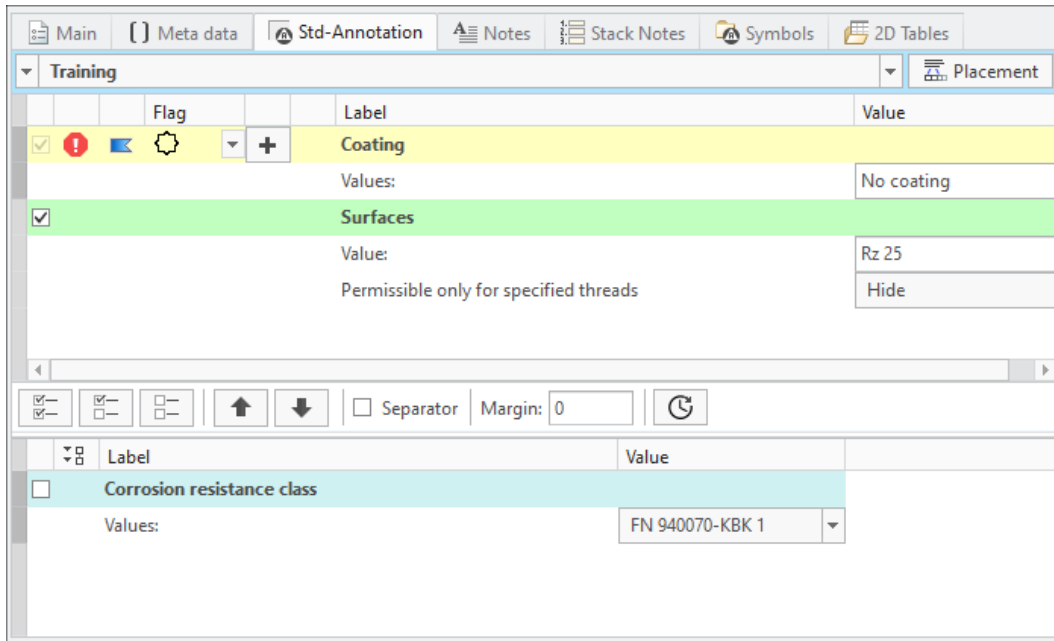 Main Meta data Std-Annotation Notes Stack Notes Symbols 2D Tables
Training Placement
Flag Label Value
Coating
Values: No coating
Surfaces
Value: Rz 25
Permissible only for specified threads Hide
Separator Margin: 0
Label Value
Corrosion resistance class
Values: FN 940070-KBK 1